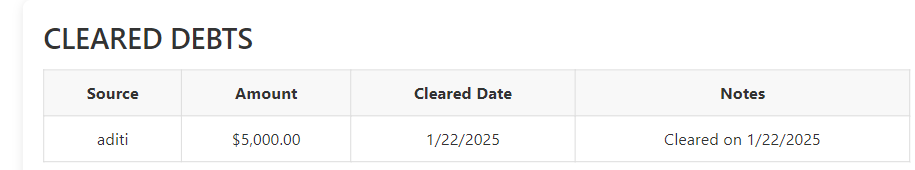 CLEARED DEBTS
Source Amount Cleared Date Notes
aditi $5,000.00 1/22/2025 Cleared on 1/22/2025